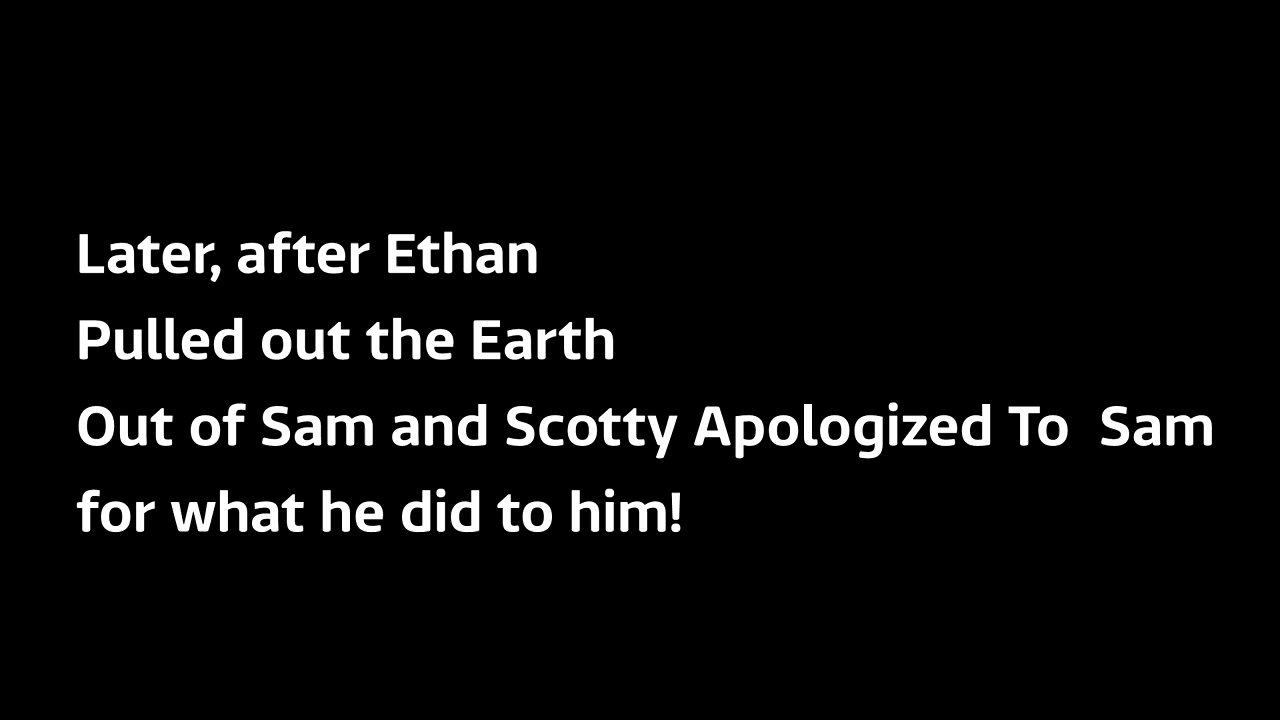 Later, after Ethan
Pulled out the Earth
Out of Sam and Scotty Apologized To  Sam
for what he did to him!